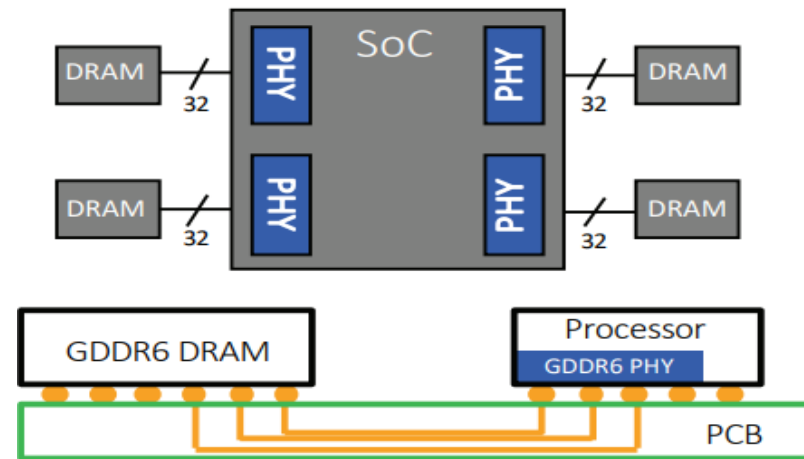 SoC
DRAM
32
PHY
PHY
DRAM
32
DRAM
32
PHY
PHY
DRAM
32
GDDR6 DRAM
Processor
GDDR6 PHY
PCB